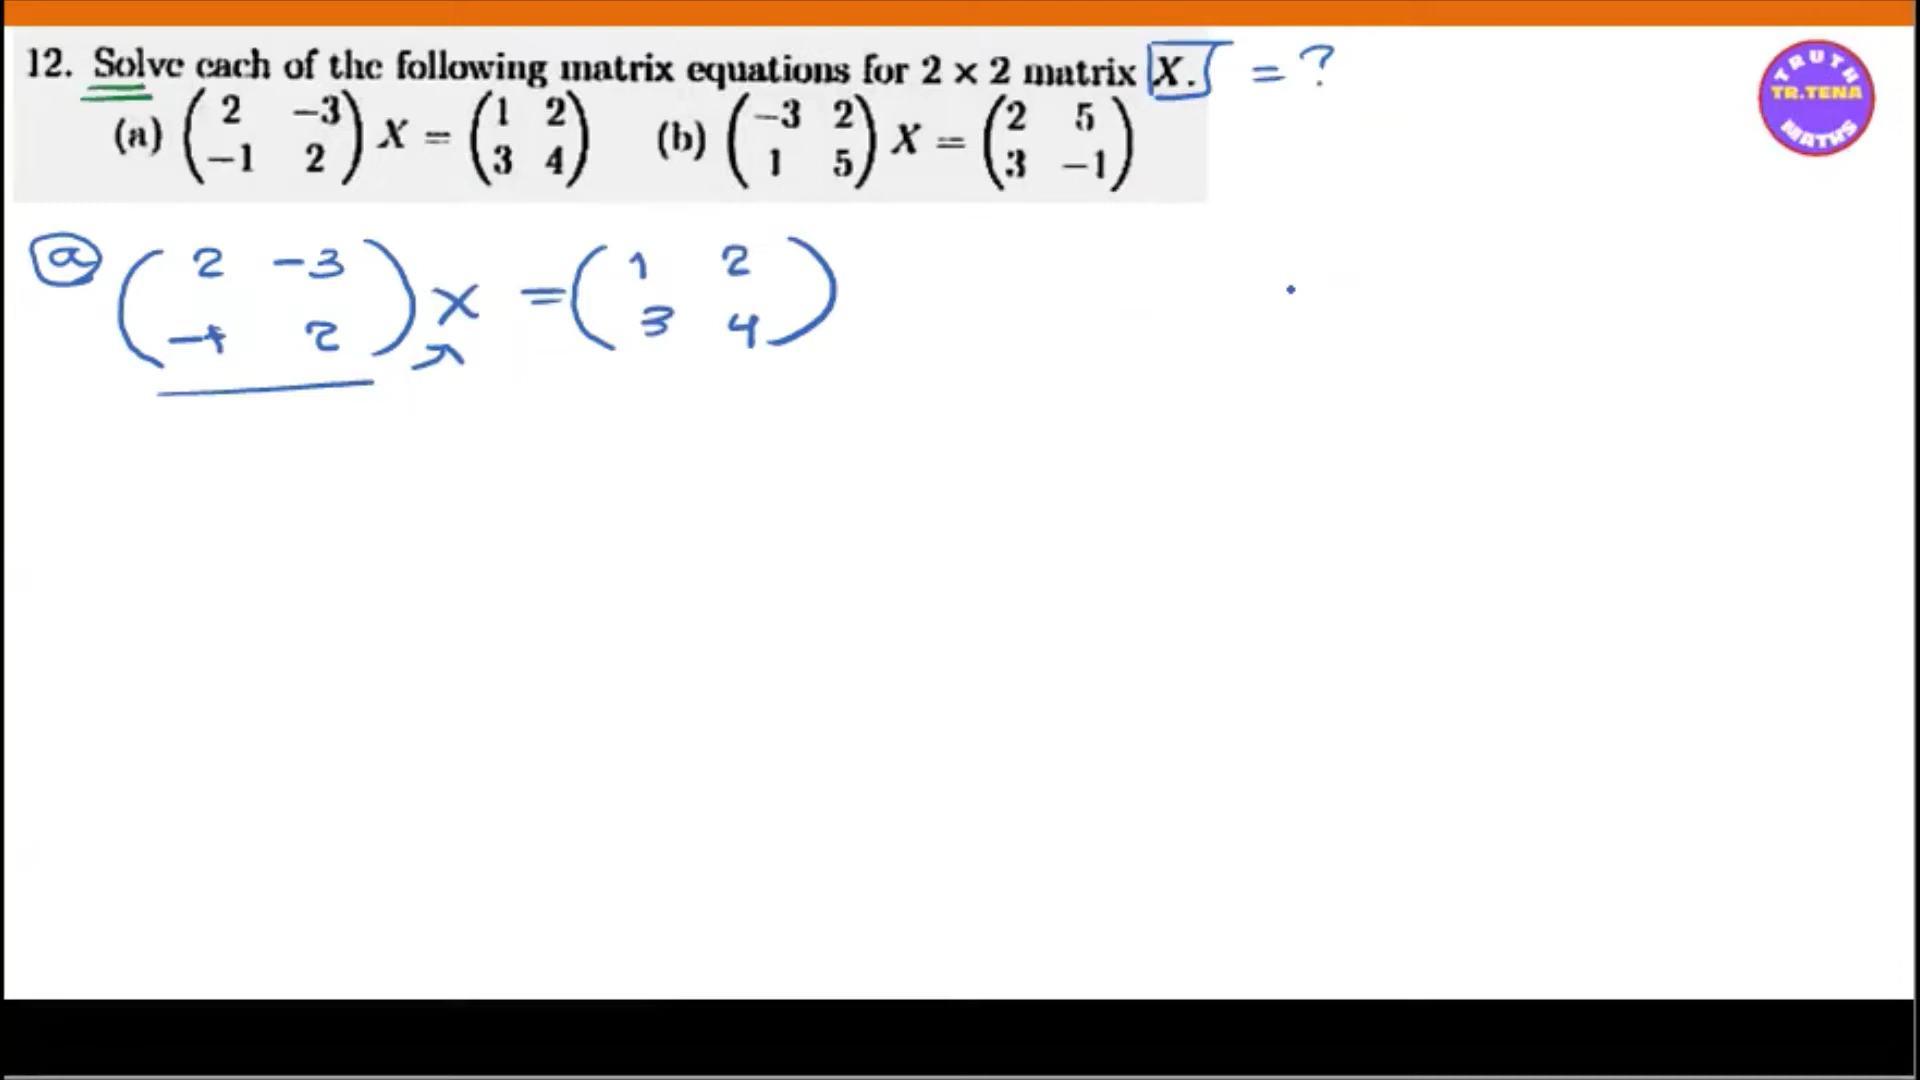 12. Solve each of the following matrix equations for 2 × 2 matrix X. = ?
(a) (2 -3
-1 2) X = (1 2
3 4) (b) (-3 2
1 5) X = (2 5
3 -1)
TRUTH
TR.TENA
MATHS
a (2 -3
-1 2) X = (1 2
3 4)